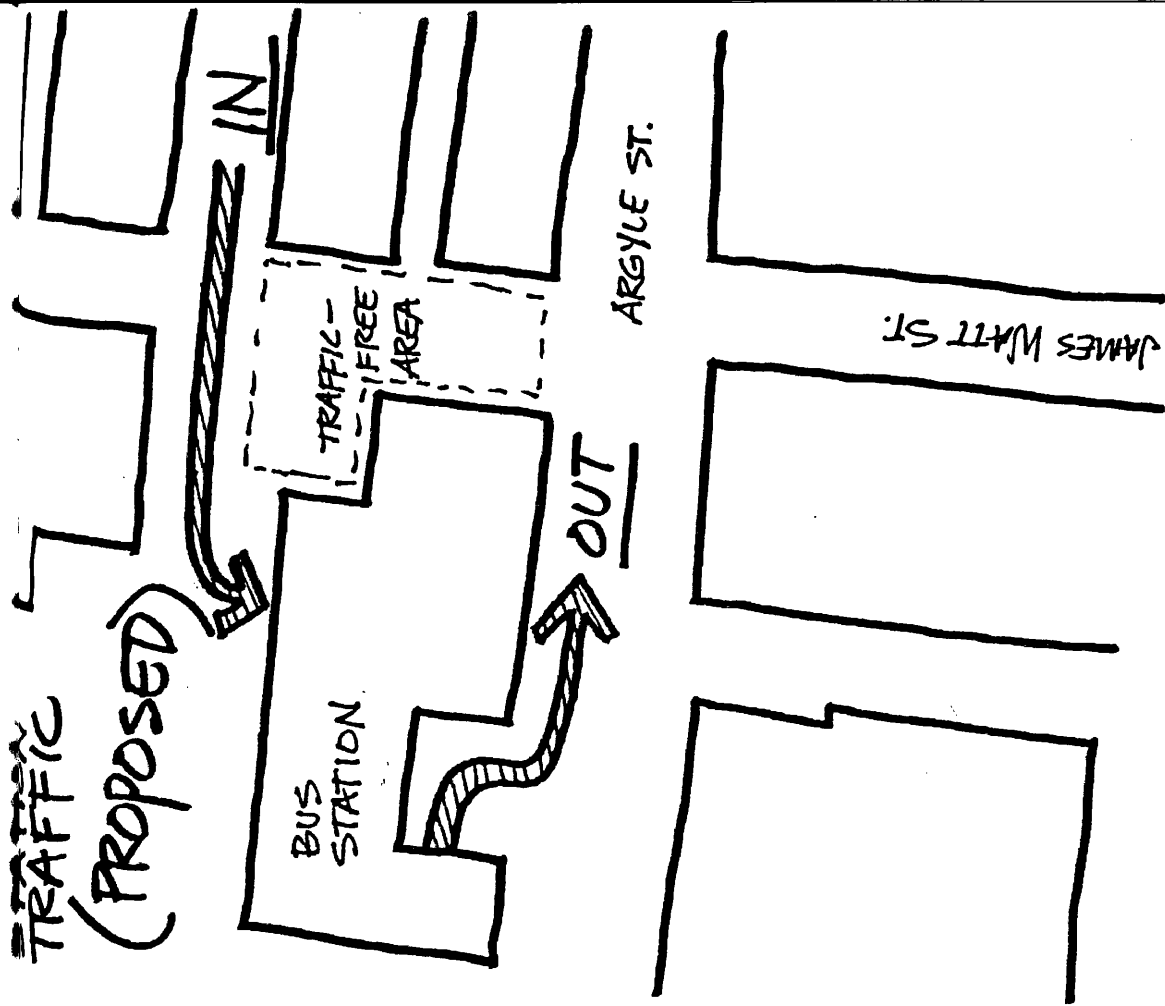 TRAFFIC
(PROPOSED)
IN
TRAFFIC-
FREE
AREA
BUS
STATION
OUT
ARGYLE ST.
JAMES WATT ST.